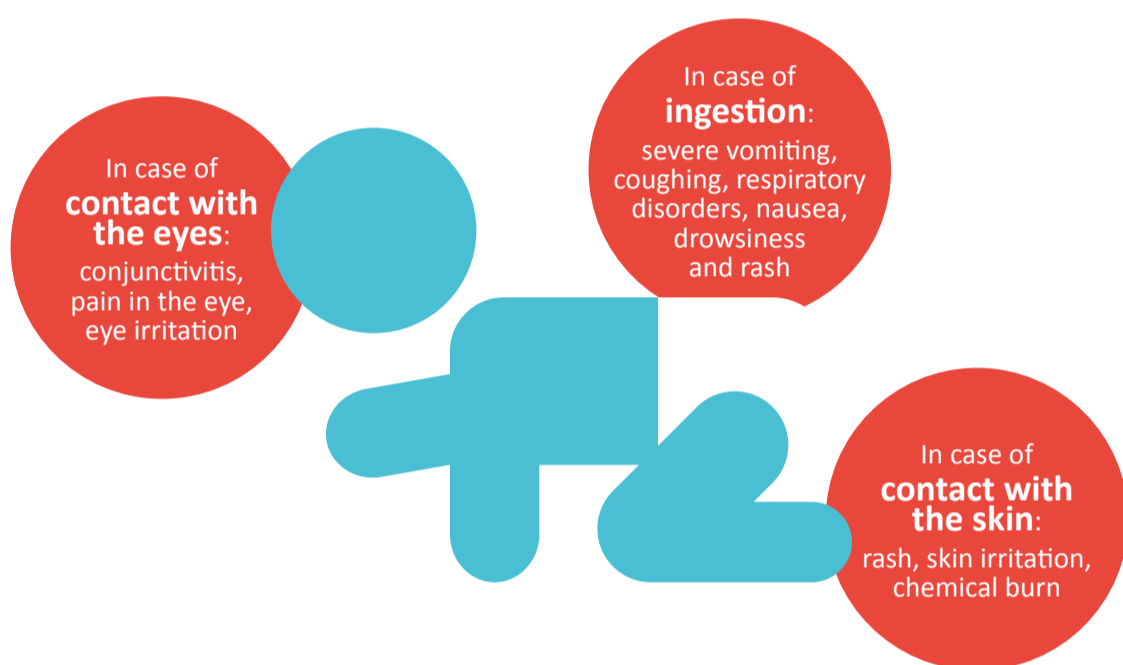 In case of
contact with
the eyes:
conjunctivitis,
pain in the eye,
eye irritation
In case of
ingestion:
severe vomiting,
coughing, respiratory
disorders, nausea,
drowsiness
and rash
In case of
contact with
the skin:
rash, skin irritation,
chemical burn